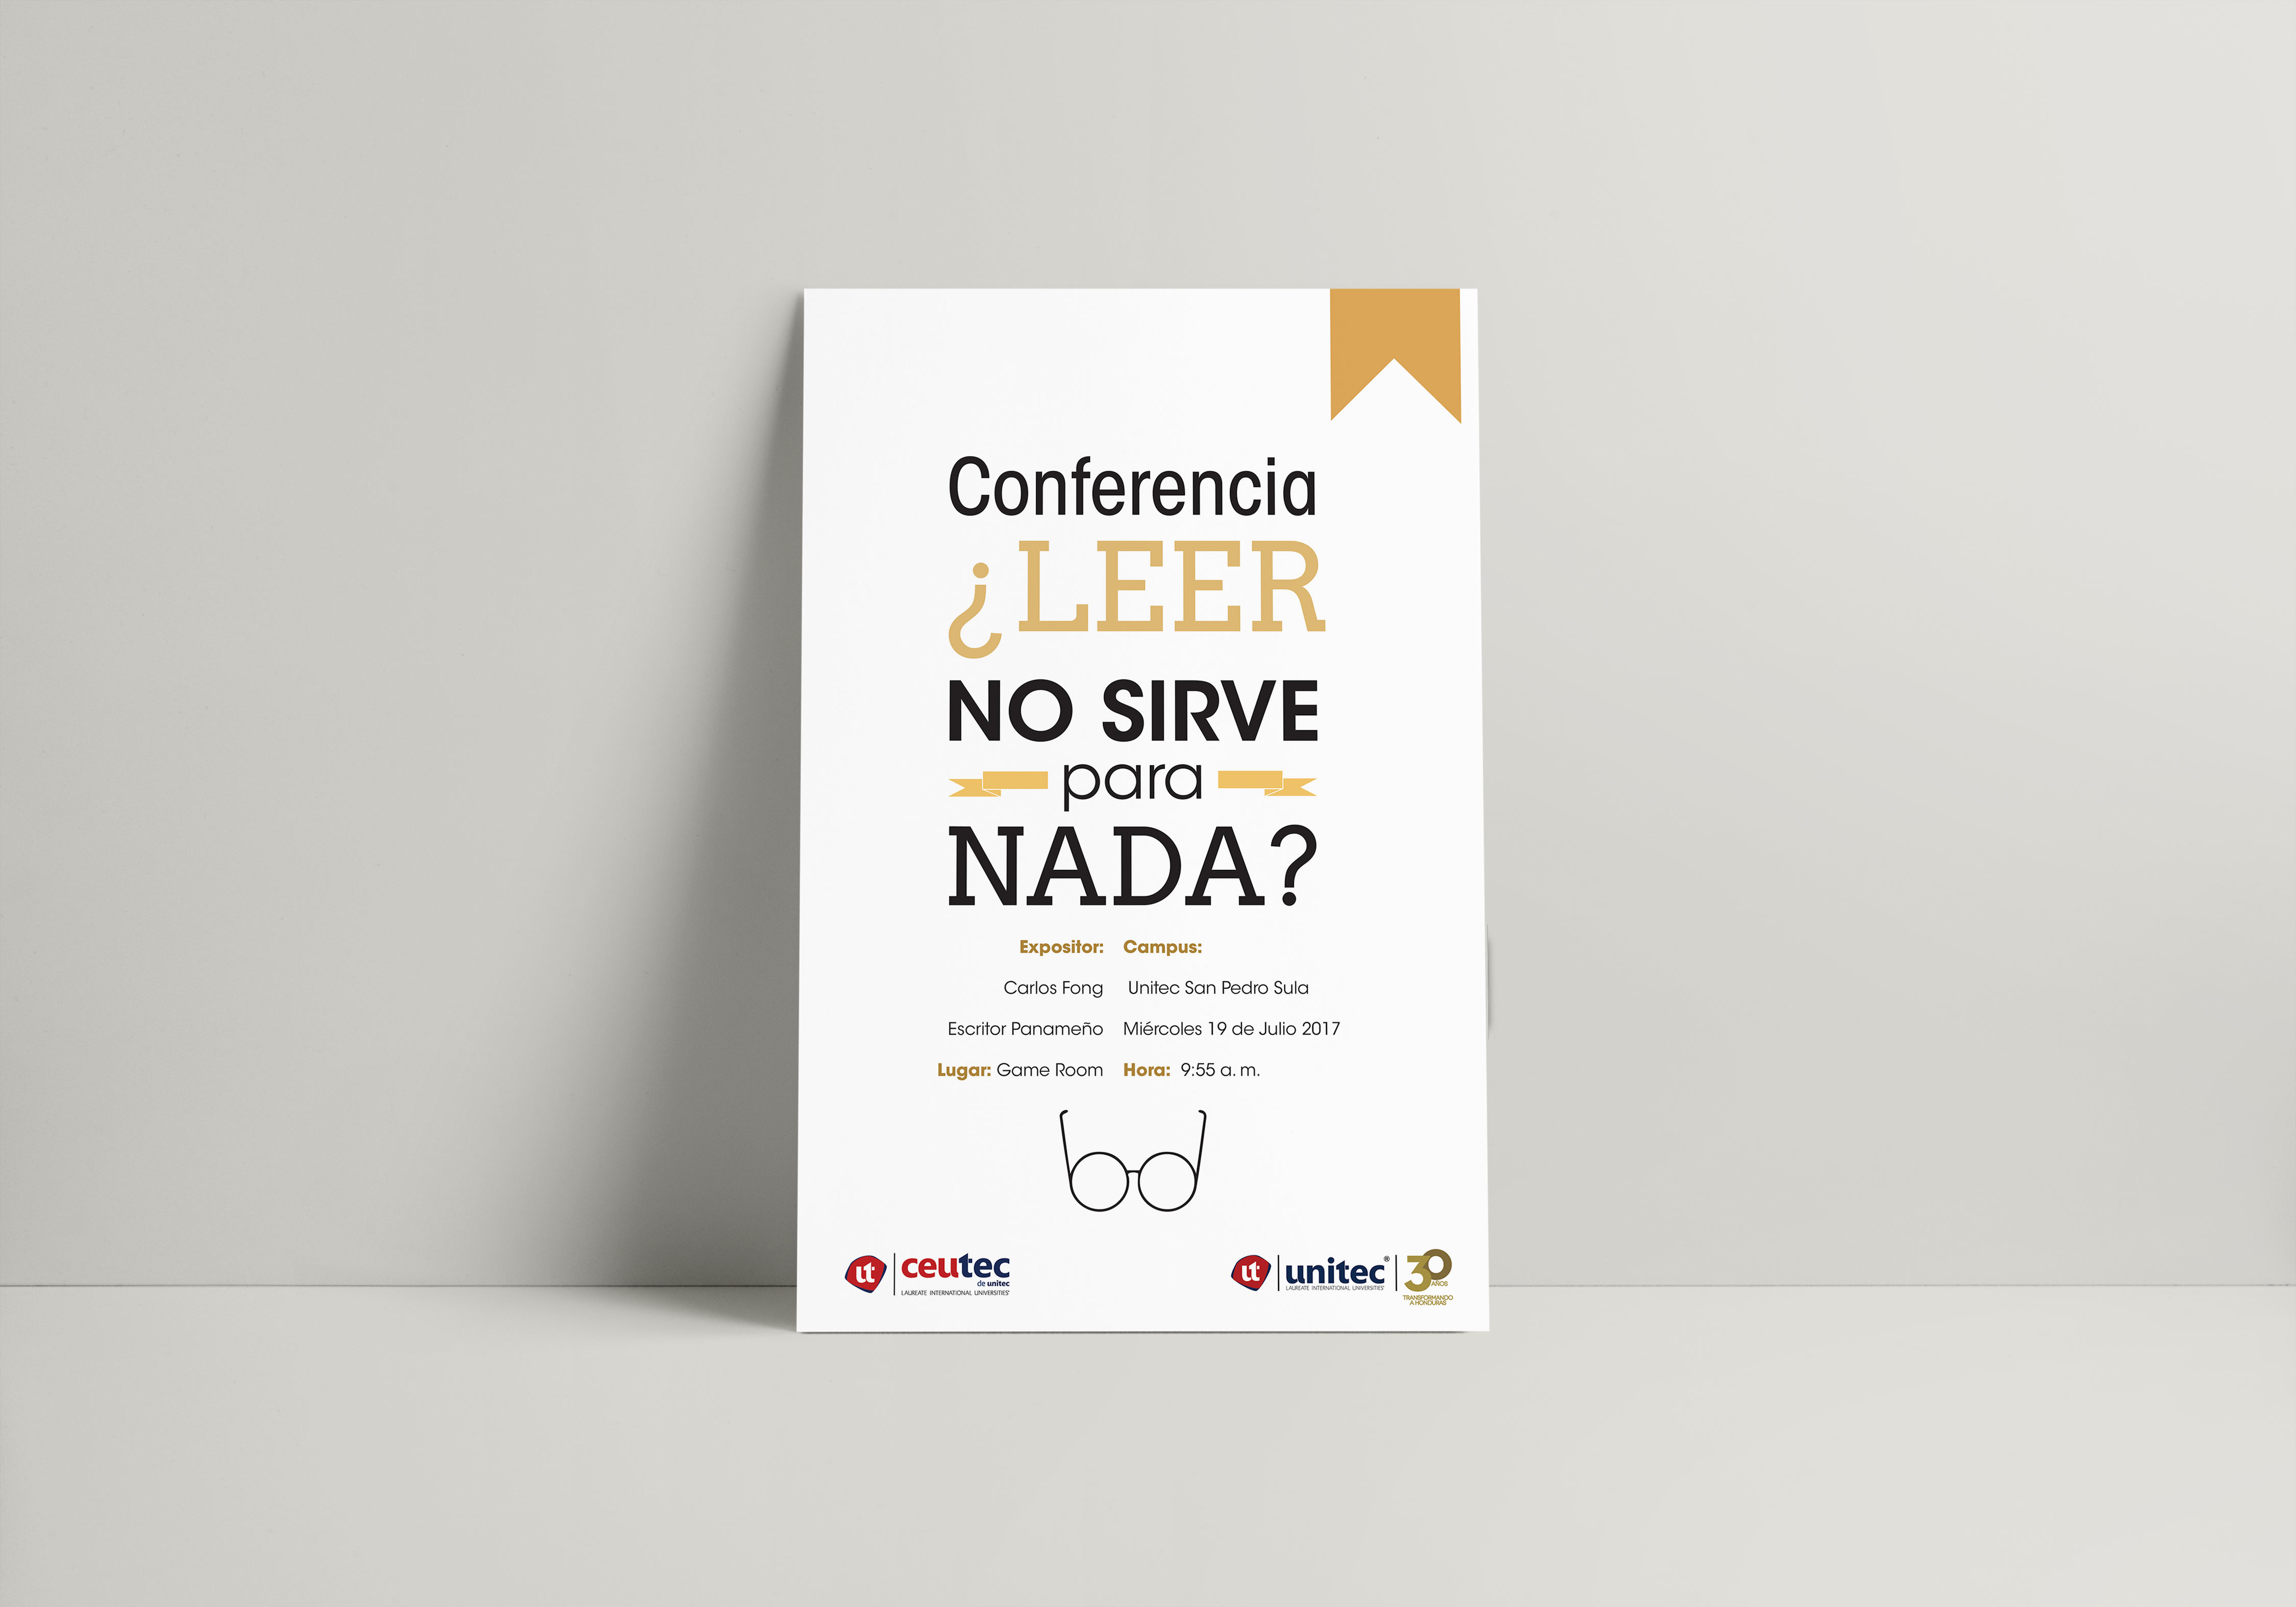 Conferencia
¿LEER
NO SIRVE
para
NADA?
Expositor: Campus:
Carlos Fong Unitec San Pedro Sula
Escritor Panameño Miércoles 19 de Julio 2017
Lugar: Game Room Hora: 9:55 a. m.
ut ceutec
de unitec
LAUREATE INTERNATIONAL UNIVERSITIES®
ut unitec®
LAUREATE INTERNATIONAL UNIVERSITIES®
30
AÑOS
TRANSFORMANDO
A HONDURAS